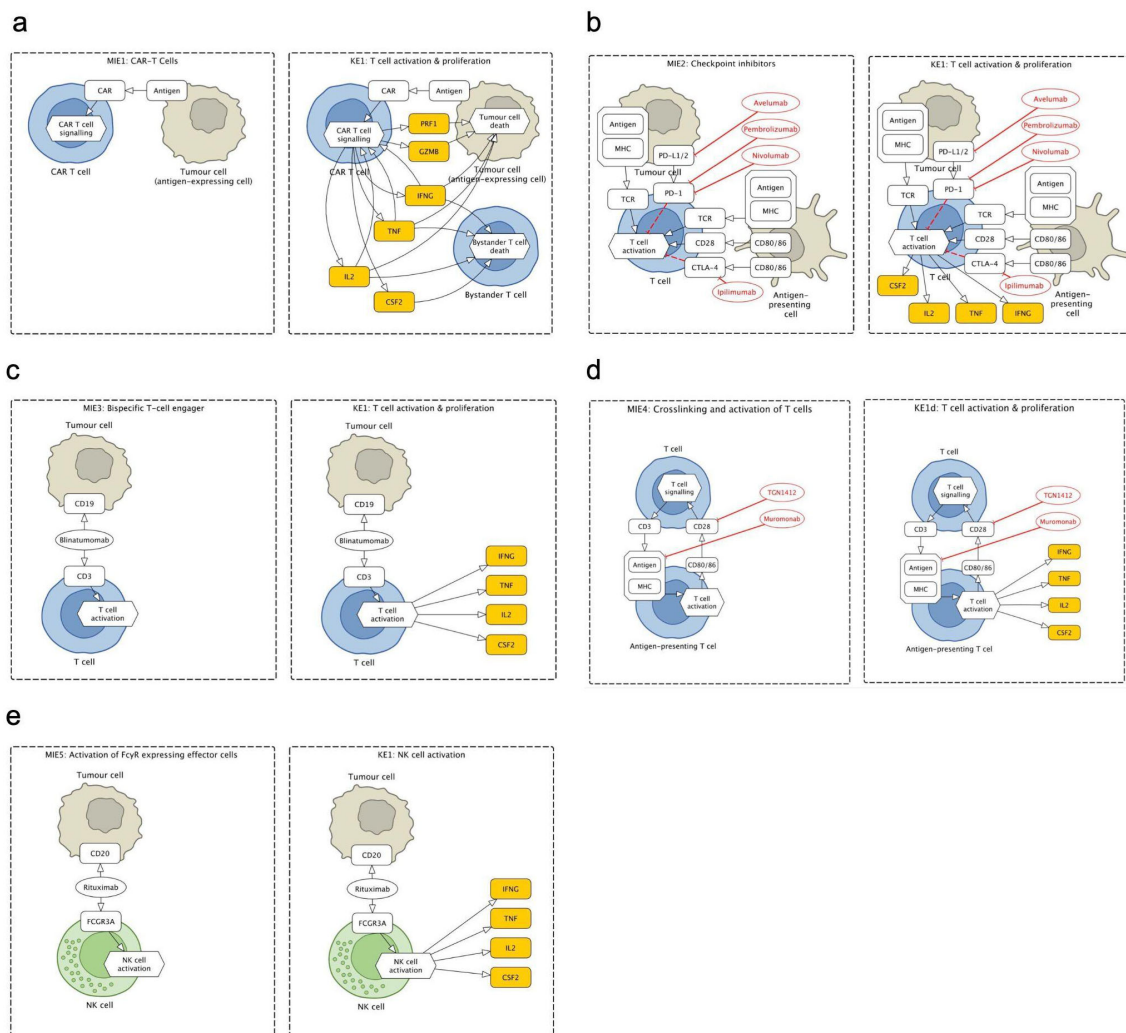 a
MIE1: CAR-T Cells
CAR
Antigen
CAR T cell
signalling
CAR T cell
Tumour cell
(antigen-expressing cell)
KE1: T cell activation & proliferation
CAR
Antigen
CAR T cell
signalling
PRF1
Tumour cell
death
GZMB
CAR T cell
Tumour cell
(antigen-expressing cell)
IFNG
TNF
Bystander T cell
death
IL2
CSF2
Bystander T cell
b
MIE2: Checkpoint inhibitors
Avelumab
Antigen
Pembrolizumab
MHC
PD-L1/2
Nivolumab
Tumour cell
PD-1
Antigen
TCR
TCR
MHC
T cell
activation
CD28
CD80/86
CTLA-4
CD80/86
T cell
Ipilimumab
Antigen-
presenting
cell
KE1: T cell activation & proliferation
Avelumab
Antigen
Pembrolizumab
MHC
PD-L1/2
Nivolumab
Tumour cell
PD-1
Antigen
TCR
TCR
MHC
T cell
activation
CD28
CD80/86
CTLA-4
CD80/86
T cell
CSF2
Ipilimumab
Antigen-
presenting
cell
IL2
TNF
IFNG
c
MIE3: Bispecific T-cell engager
Tumour cell
CD19
Blinatumomab
CD3
T cell
activation
T cell
KE1: T cell activation & proliferation
Tumour cell
CD19
Blinatumomab
IFNG
CD3
TNF
T cell
activation
IL2
CSF2
T cell
d
MIE4: Crosslinking and activation of T cells
T cell
T cell
signalling
TGN1412
CD3
CD28
Muromonab
Antigen
CD80/86
MHC
T cell
activation
Antigen-presenting T cel
KE1d: T cell activation & proliferation
T cell
T cell
signalling
TGN1412
CD3
CD28
Muromonab
IFNG
Antigen
CD80/86
TNF
MHC
T cell
activation
IL2
CSF2
Antigen-presenting T cel
e
MIE5: Activation of FcγR expressing effector cells
Tumour cell
CD20
Rituximab
FCGR3A
NK cell
activation
NK cell
KE1: NK cell activation
Tumour cell
CD20
Rituximab
IFNG
FCGR3A
TNF
NK cell
activation
IL2
CSF2
NK cell